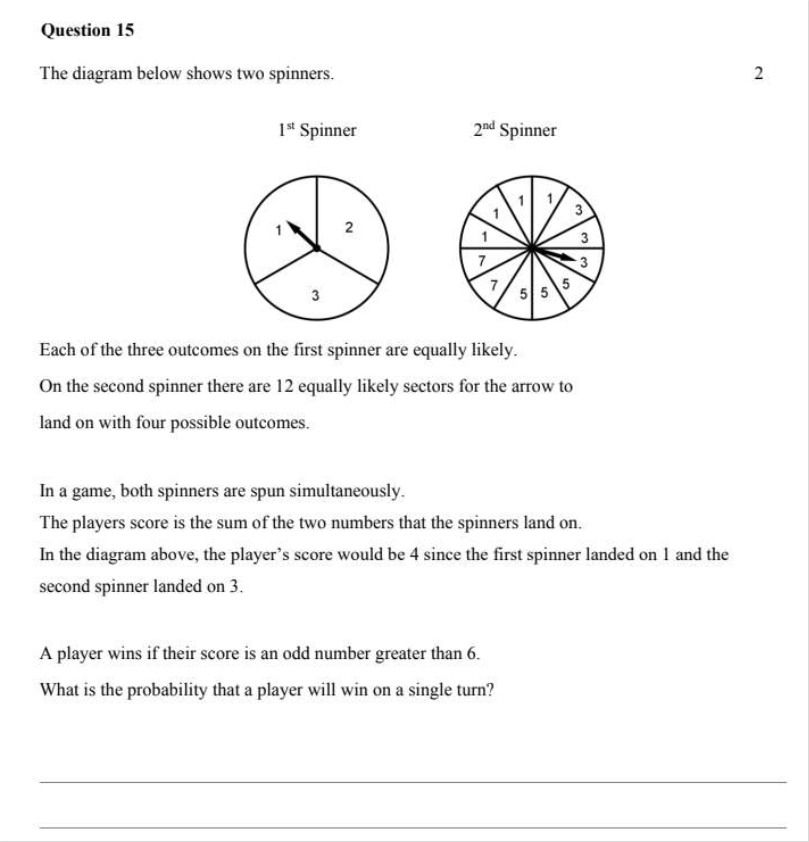 Question 15
The diagram below shows two spinners. 2
1st Spinner 2nd Spinner
1 2 3
1 1 3 3 3 5 5 5 7 7 1 1
Each of the three outcomes on the first spinner are equally likely.
On the second spinner there are 12 equally likely sectors for the arrow to
land on with four possible outcomes.
In a game, both spinners are spun simultaneously.
The players score is the sum of the two numbers that the spinners land on.
In the diagram above, the player's score would be 4 since the first spinner landed on 1 and the
second spinner landed on 3.
A player wins if their score is an odd number greater than 6.
What is the probability that a player will win on a single turn?